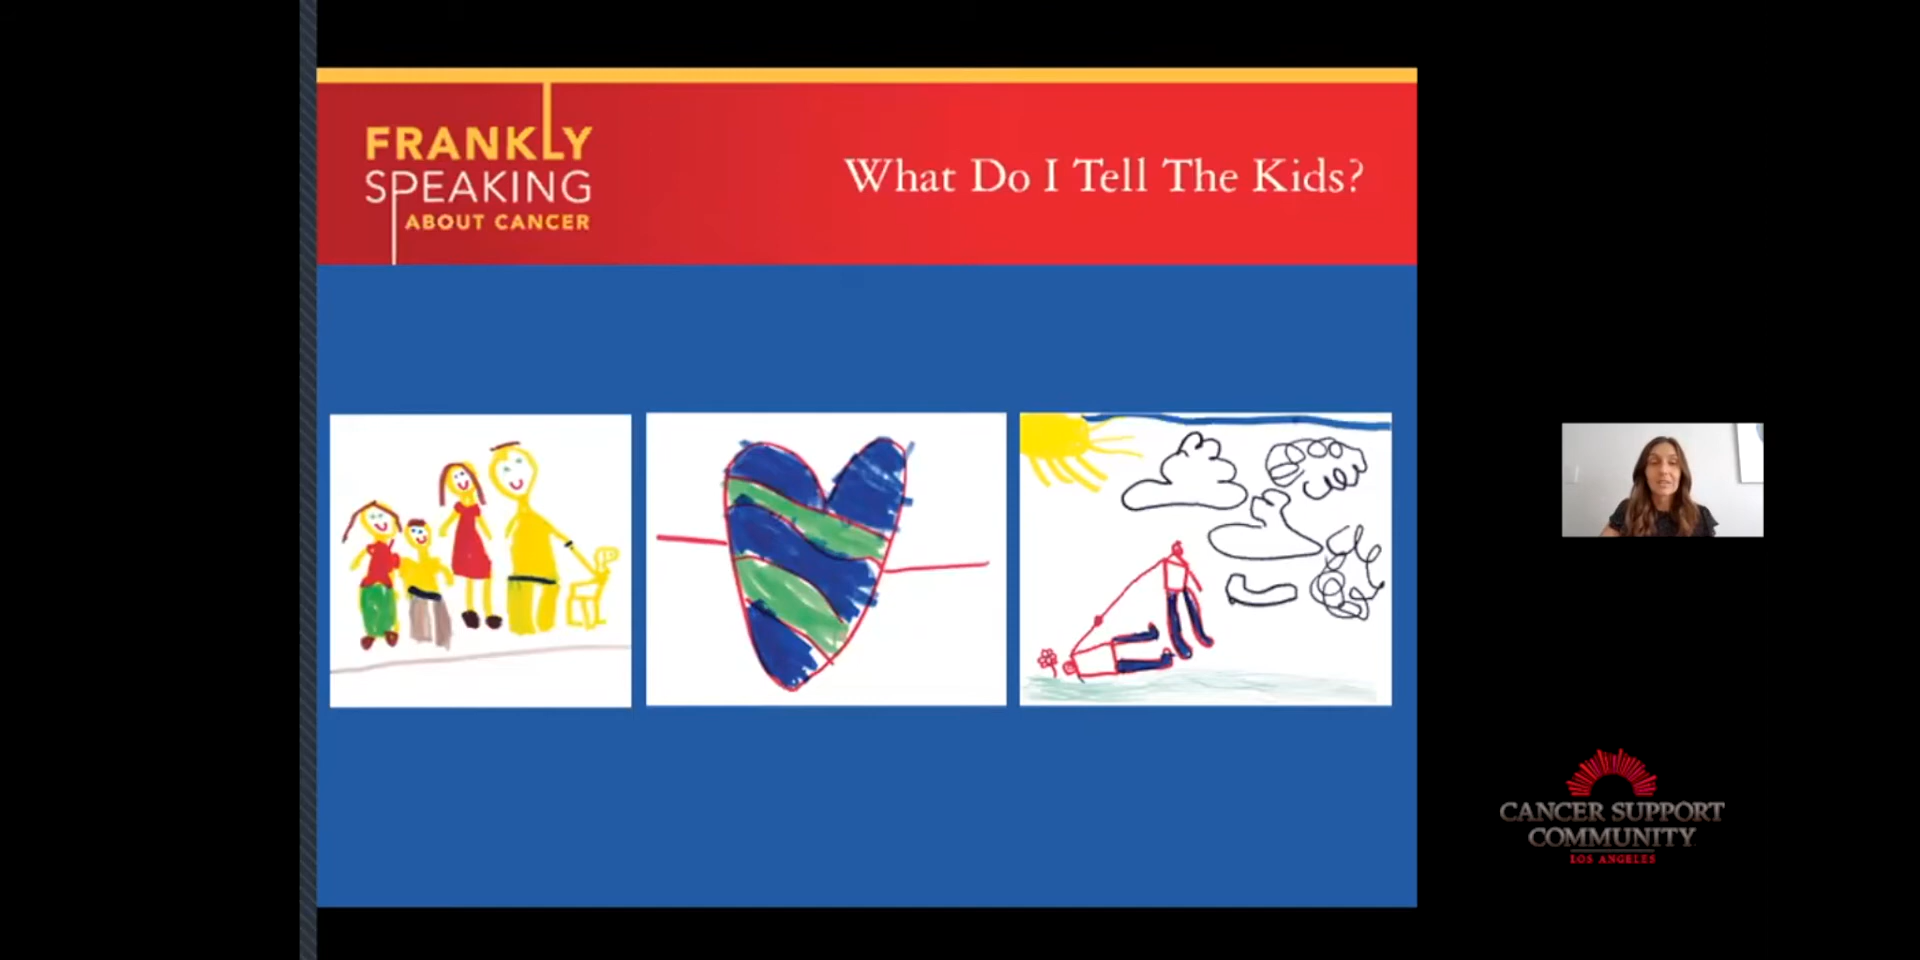 FRANKLY
SPEAKING
ABOUT CANCER
What Do I Tell The Kids?
CANCER SUPPORT
COMMUNITY
LOS ANGELES